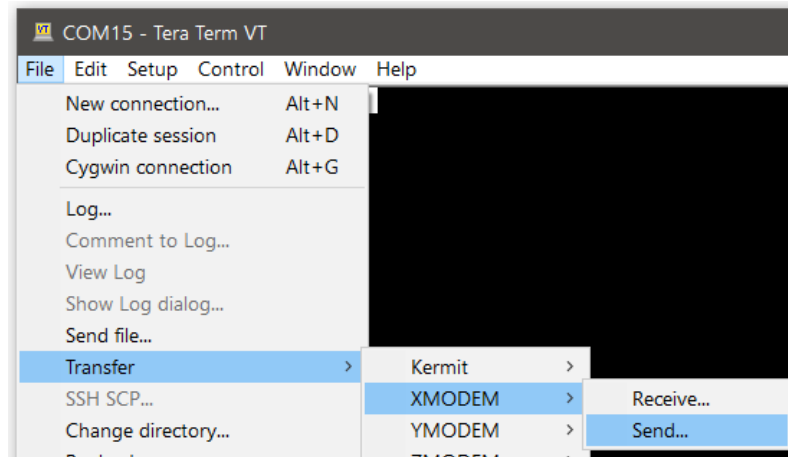 COM15 - Tera Term VT
File Edit Setup Control Window Help
New connection... Alt+N
Duplicate session Alt+D
Cygwin connection Alt+G
Log...
Comment to Log...
View Log
Show Log dialog...
Send file...
Transfer > Kermit >
SSH SCP... XMODEM > Receive...
Change directory... YMODEM > Send...